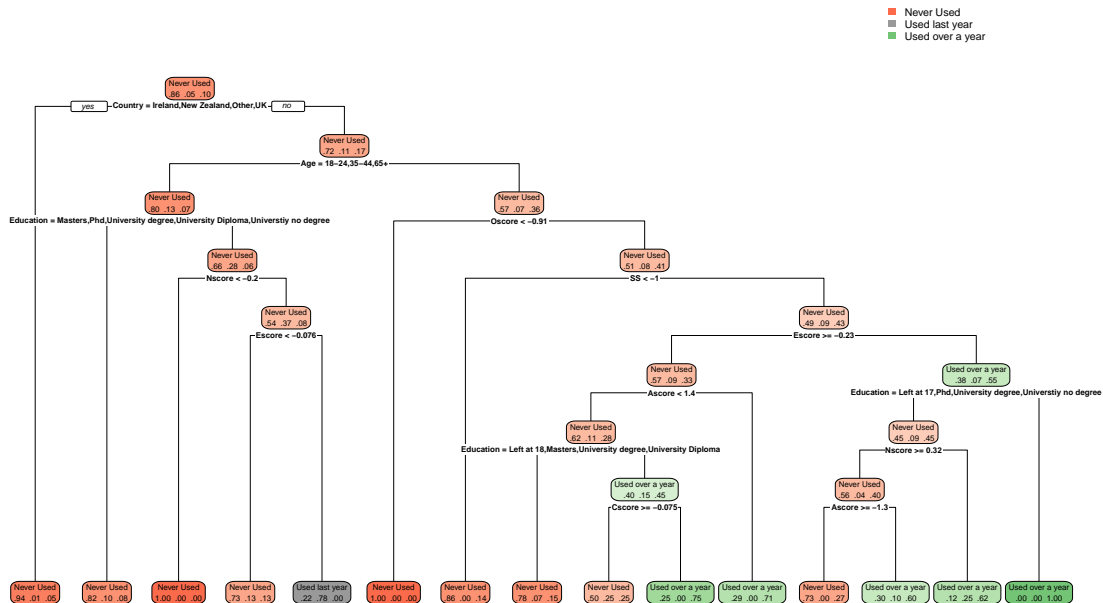 Never Used
Used last year
Used over a year
Never Used
.86 .05 .10
yes Country = Ireland,New Zealand,Other,UK no
Never Used
.72 .11 .17
Age = 18−24,35−44,65+
Never Used
.80 .13 .07
Never Used
.57 .07 .36
Education = Masters,Phd,University degree,University Diploma,Universtiy no degree
Oscore < −0.91
Never Used
.66 .28 .06
Never Used
.51 .08 .41
Nscore < −0.2
SS < −1
Never Used
.54 .37 .08
Never Used
.49 .09 .43
Escore < −0.076
Escore >= −0.23
Never Used
.57 .09 .33
Used over a year
.38 .07 .55
Ascore < 1.4
Education = Left at 17,Phd,University degree,Universtiy no degree
Never Used
.62 .11 .28
Never Used
.45 .09 .45
Education = Left at 18,Masters,University degree,University Diploma
Nscore >= 0.32
Used over a year
.40 .15 .45
Never Used
.56 .04 .40
Cscore >= −0.075
Ascore >= −1.3
Never Used
.94 .01 .05
Never Used
.82 .10 .08
Never Used
1.00 .00 .00
Never Used
.73 .13 .13
Used last year
.22 .78 .00
Never Used
1.00 .00 .00
Never Used
.86 .00 .14
Never Used
.78 .07 .15
Never Used
.50 .25 .25
Used over a year
.25 .00 .75
Used over a year
.29 .00 .71
Never Used
.73 .00 .27
Used over a year
.30 .10 .60
Used over a year
.12 .25 .62
Used over a year
.00 .00 1.00